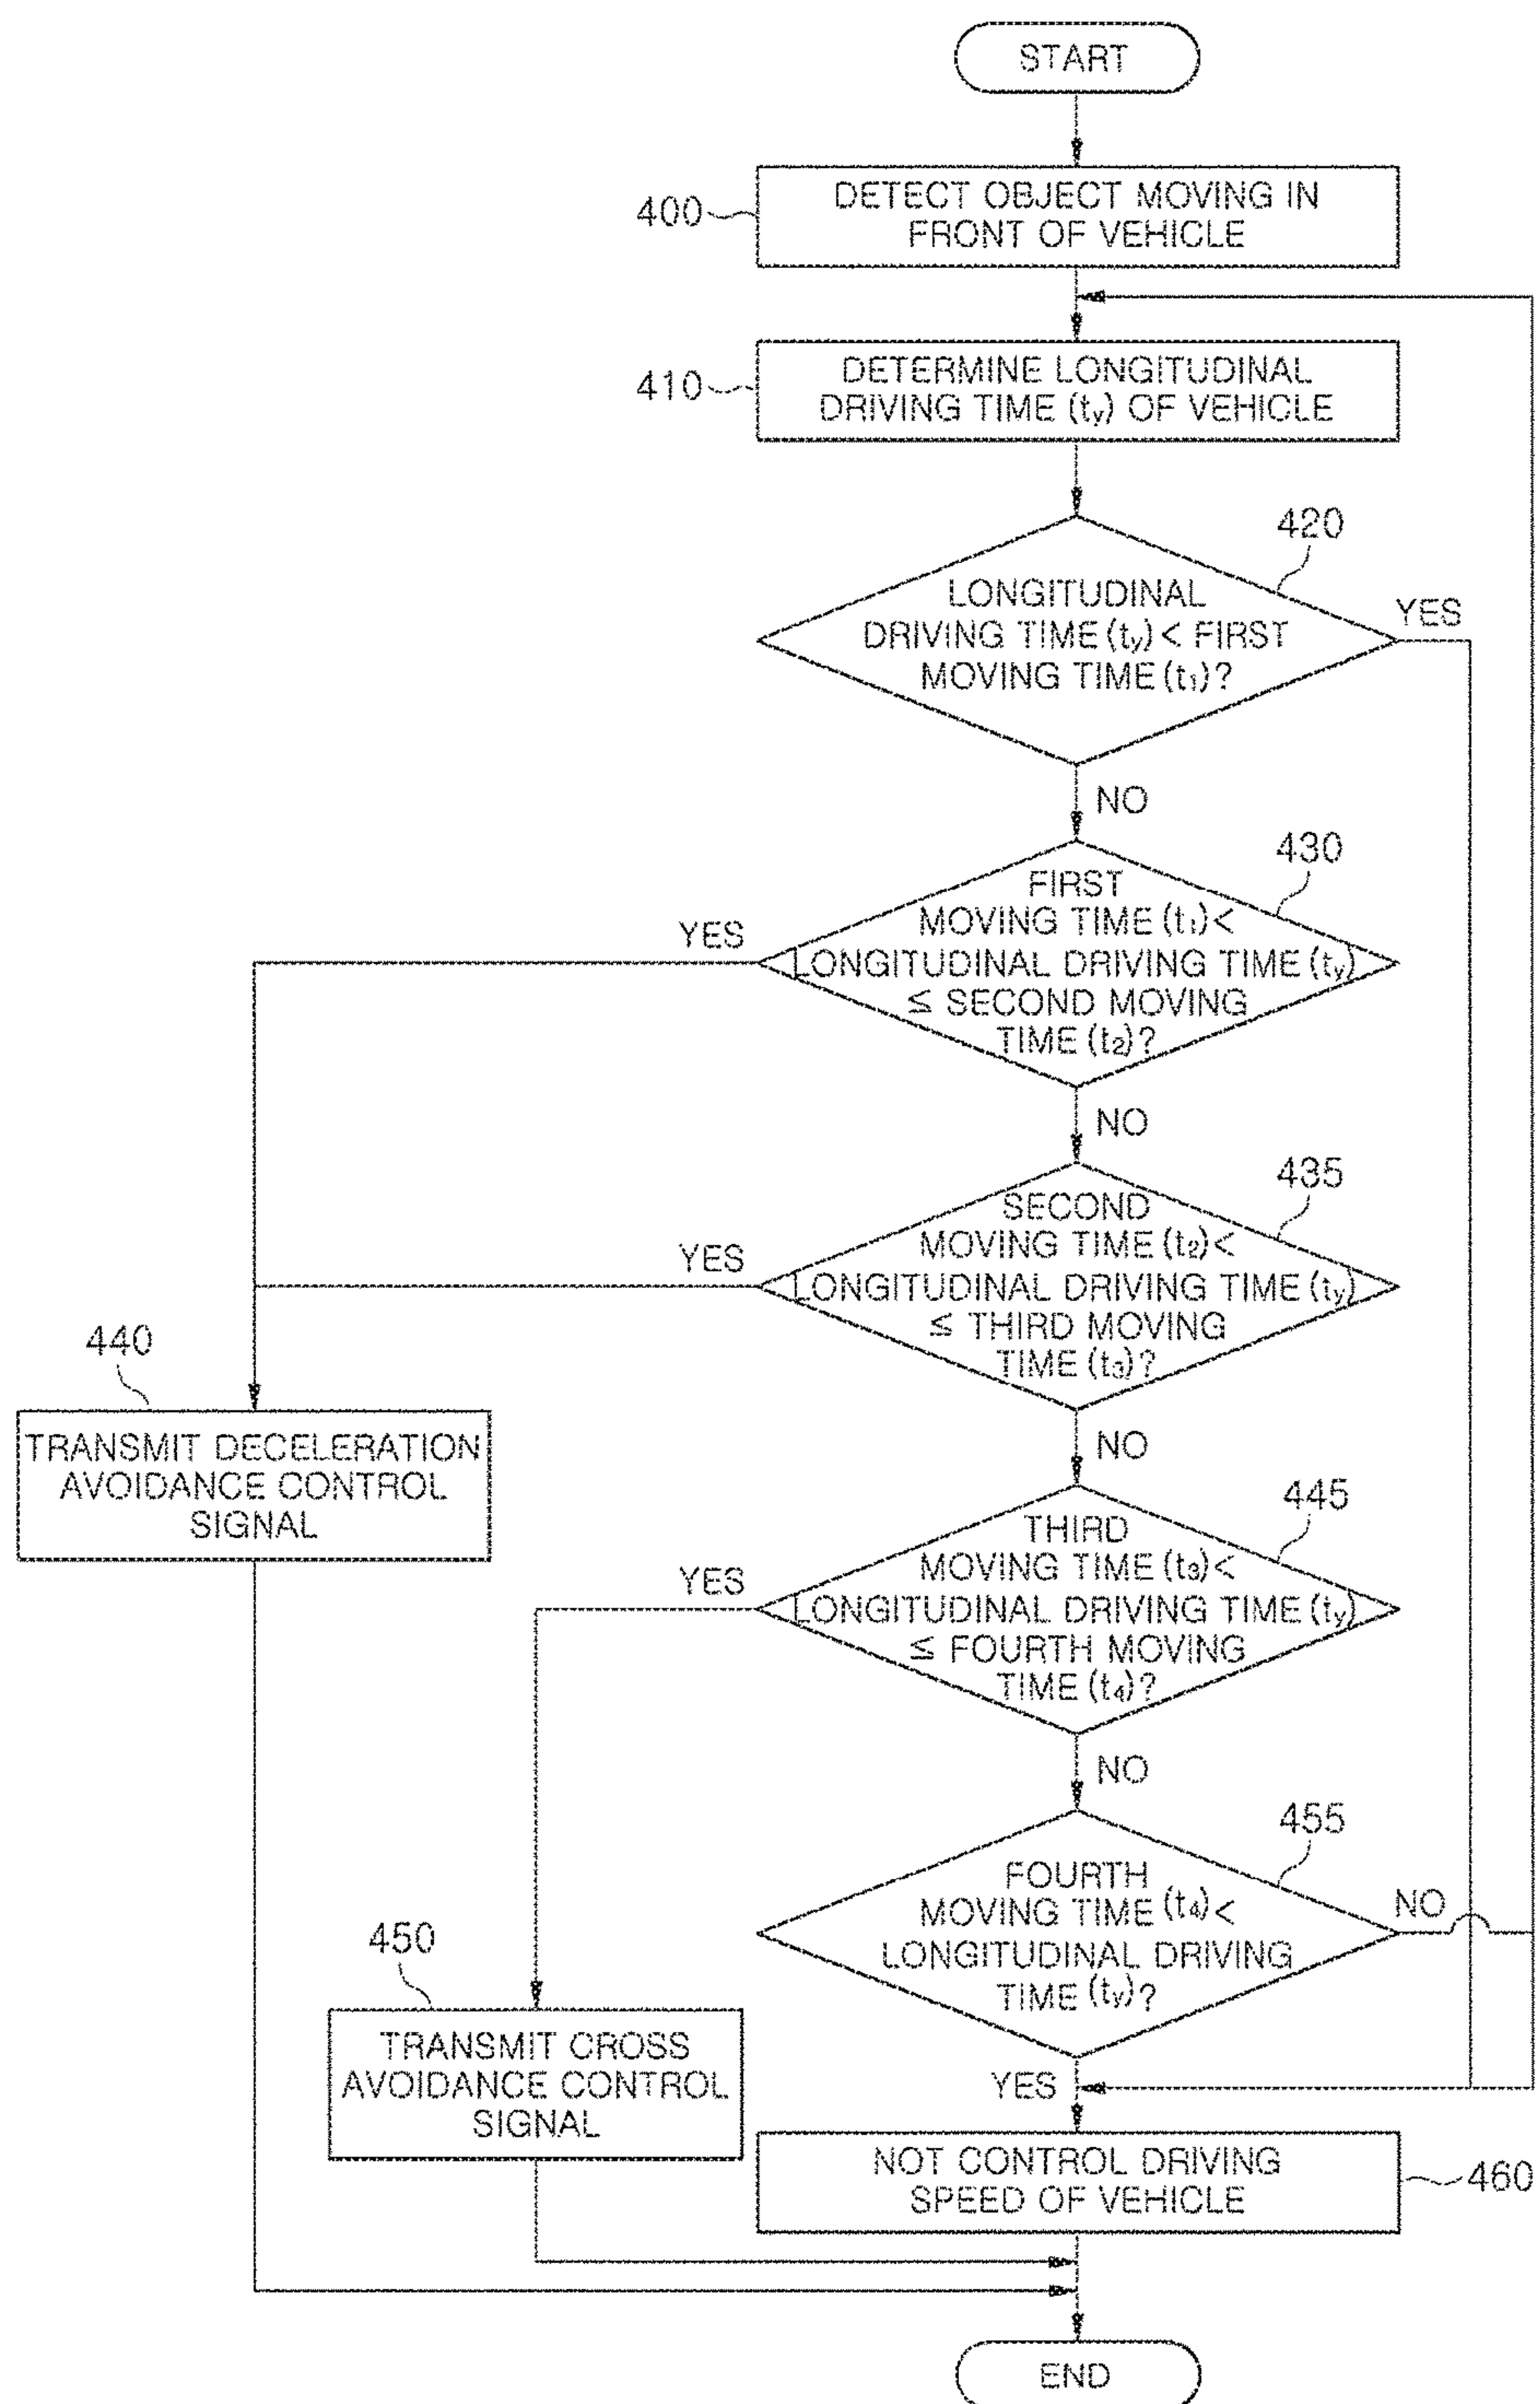 START
400
DETECT OBJECT MOVING IN
FRONT OF VEHICLE
410
DETERMINE LONGITUDINAL
DRIVING TIME (ty) OF VEHICLE
420
LONGITUDINAL
DRIVING TIME (ty) < FIRST
MOVING TIME (t1)?
YES
NO
430
FIRST
MOVING TIME (t1) <
LONGITUDINAL DRIVING TIME (ty)
≤ SECOND MOVING
TIME (t2)?
YES
NO
435
SECOND
MOVING TIME (t2) <
LONGITUDINAL DRIVING TIME (ty)
≤ THIRD MOVING
TIME (t3)?
YES
NO
440
TRANSMIT DECELERATION
AVOIDANCE CONTROL
SIGNAL
445
THIRD
MOVING TIME (t3) <
LONGITUDINAL DRIVING TIME (ty)
≤ FOURTH MOVING
TIME (t4)?
YES
NO
455
FOURTH
MOVING TIME (t4) <
LONGITUDINAL DRIVING
TIME (ty)?
NO
YES
450
TRANSMIT CROSS
AVOIDANCE CONTROL
SIGNAL
NOT CONTROL DRIVING
SPEED OF VEHICLE
460
END